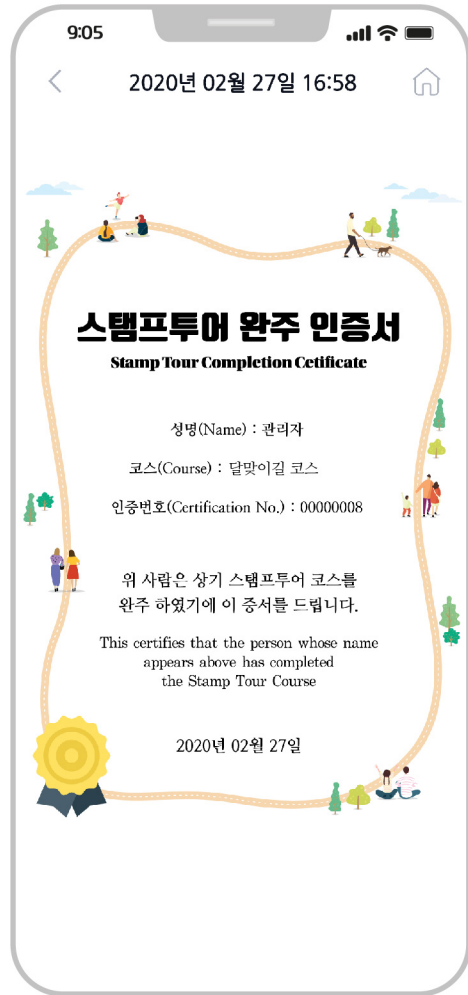 9:05
2020년 02월 27일 16:58
스탬프투어 완주 인증서
Stamp Tour Completion Cetificate
성명(Name) : 관리자
코스(Course) : 달맞이길 코스
인증번호(Certification No.) : 00000008
위 사람은 상기 스탬프투어 코스를
완주 하였기에 이 증서를 드립니다.
This certifies that the person whose name
appears above has completed
the Stamp Tour Course
2020년 02월 27일